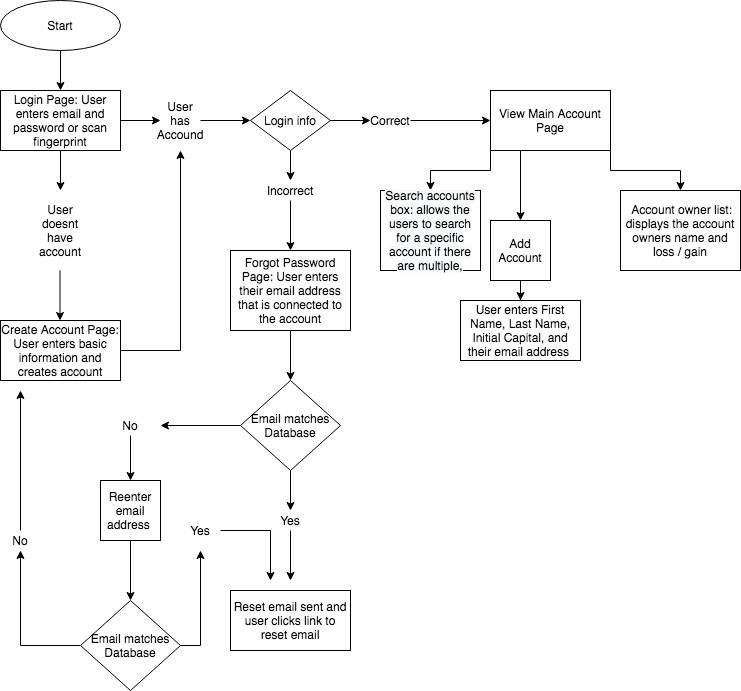 Start
Login Page: User
enters email and
password or scan
fingerprint
User
has
Accound
Login info
Correct
View Main Account
Page
User
doesnt
have
account
Incorrect
Search accounts
box: allows the
users to search
for a specific
account if there
are multiple,
Add
Account
Account owner list:
displays the account
owners name and
loss / gain
Forgot Password
Page: User enters
their email address
that is connected to
the account
User enters First
Name, Last Name,
Initial Capital, and
their email address
Create Account Page:
User enters basic
information and
creates account
Email matches
Database
No
Reenter
email
address
Yes
Yes
No
Email matches
Database
Reset email sent and
user clicks link to
reset email